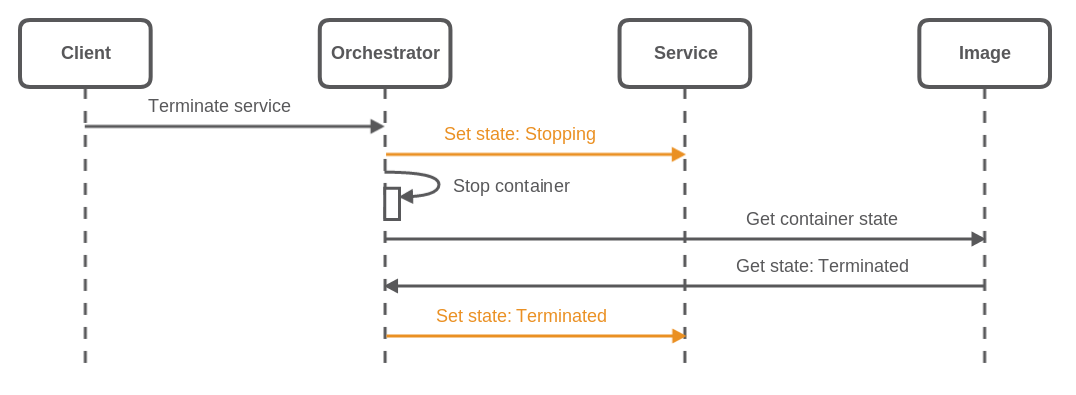 Client
Orchestrator
Service
Image
Terminate service
Set state: Stopping
Stop container
Get container state
Get state: Terminated
Set state: Terminated